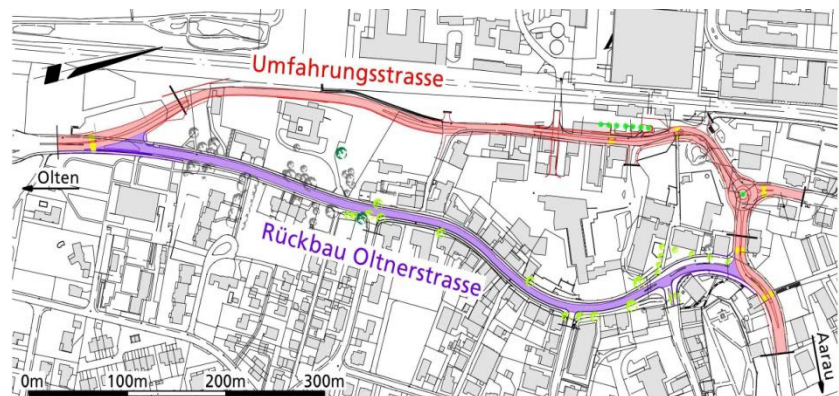 Umfahrungsstrasse
Olten
Rückbau Oltnerstrasse
Aarau
0m 100m 200m 300m